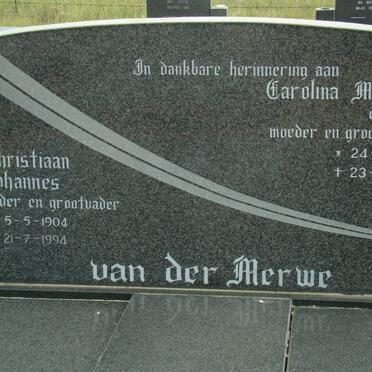 In dankbare herinnering aan
Carolina M
moeder en groo
* 24
† 23-
hristiaan
ohannes
der en grootvader
5-5-1904
21-7-1994
van der Merwe